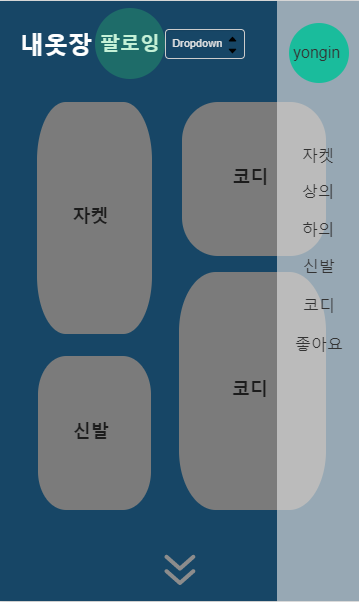 내옷장 팔로잉 Dropdown
yongin
자켓
코디
신발
코디
자켓
상의
하의
신발
코디
좋아요